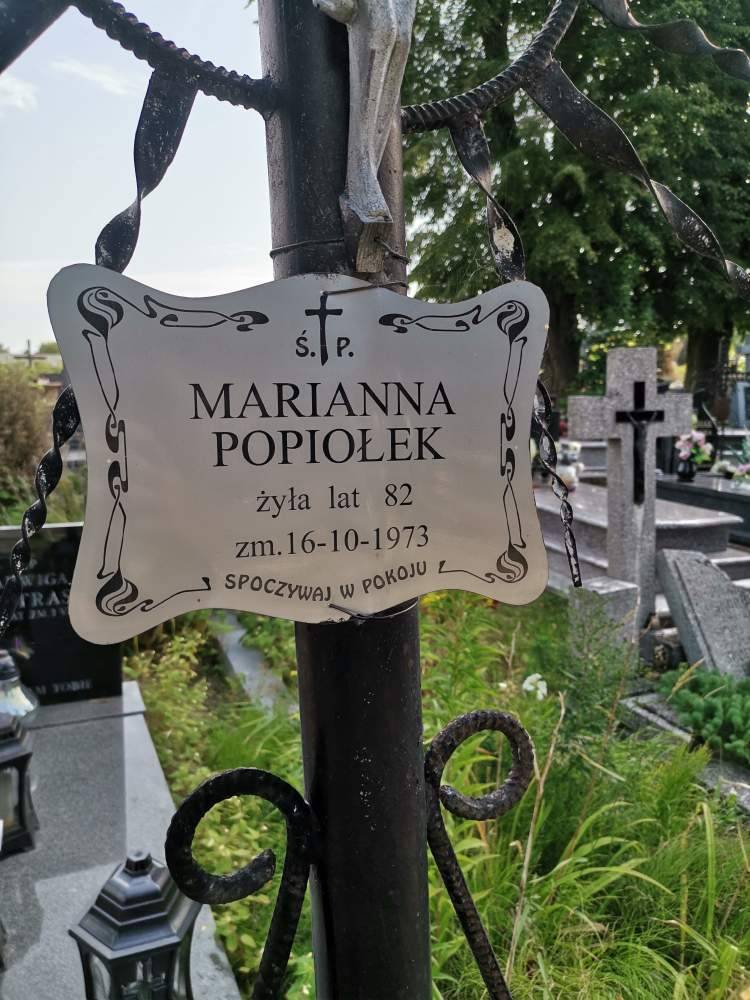 Ś. P.
MARIANNA
POPIOŁEK
żyła lat 82
zm.16-10-1973
SPOCZYWAJ W POKOJU